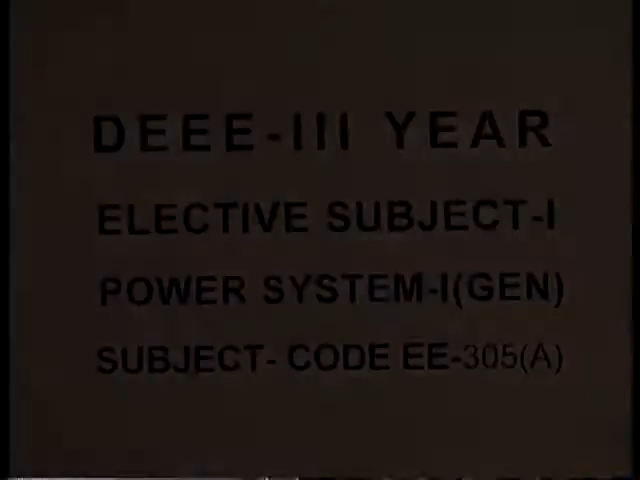 DEEE-III YEAR
ELECTIVE SUBJECT-I
POWER SYSTEM-I(GEN)
SUBJECT- CODE EE-305(A)